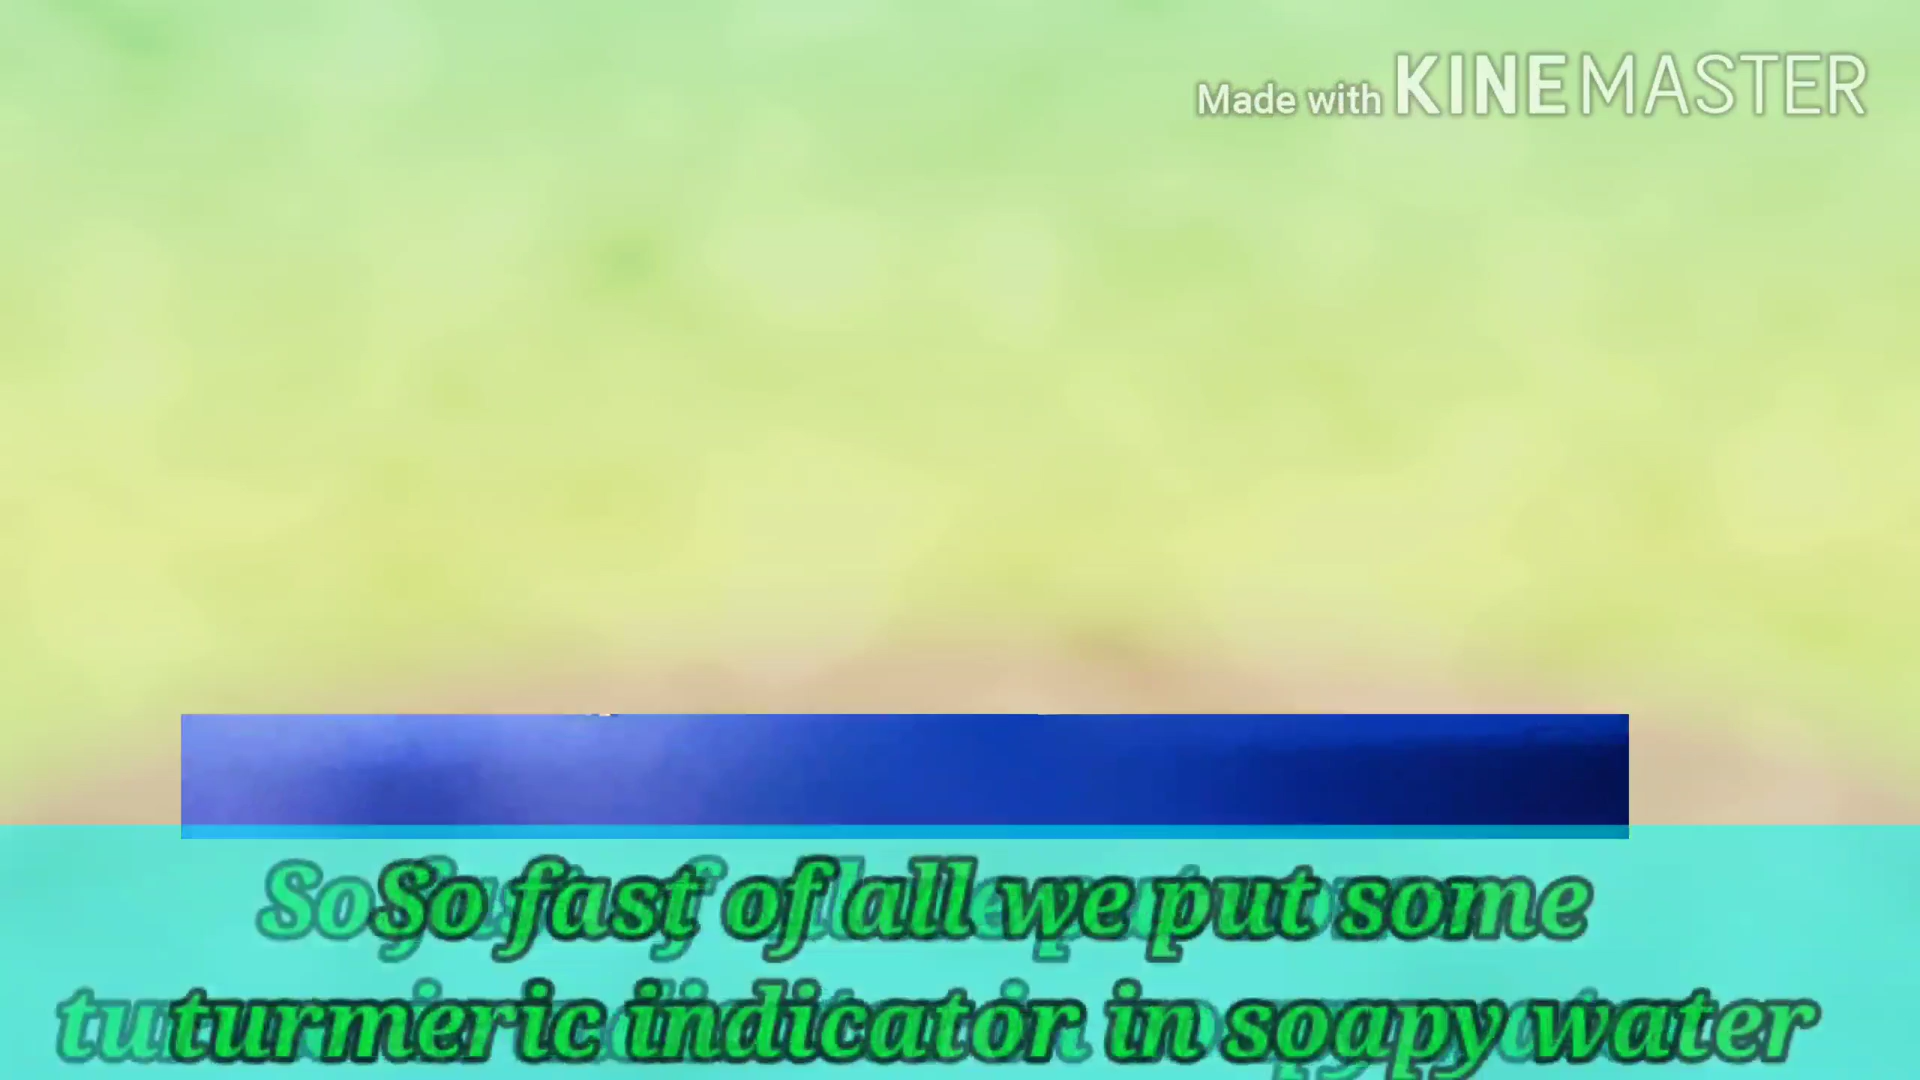 Made with KINEMASTER
So fast of all we put some
turmeric indicator in soapy water